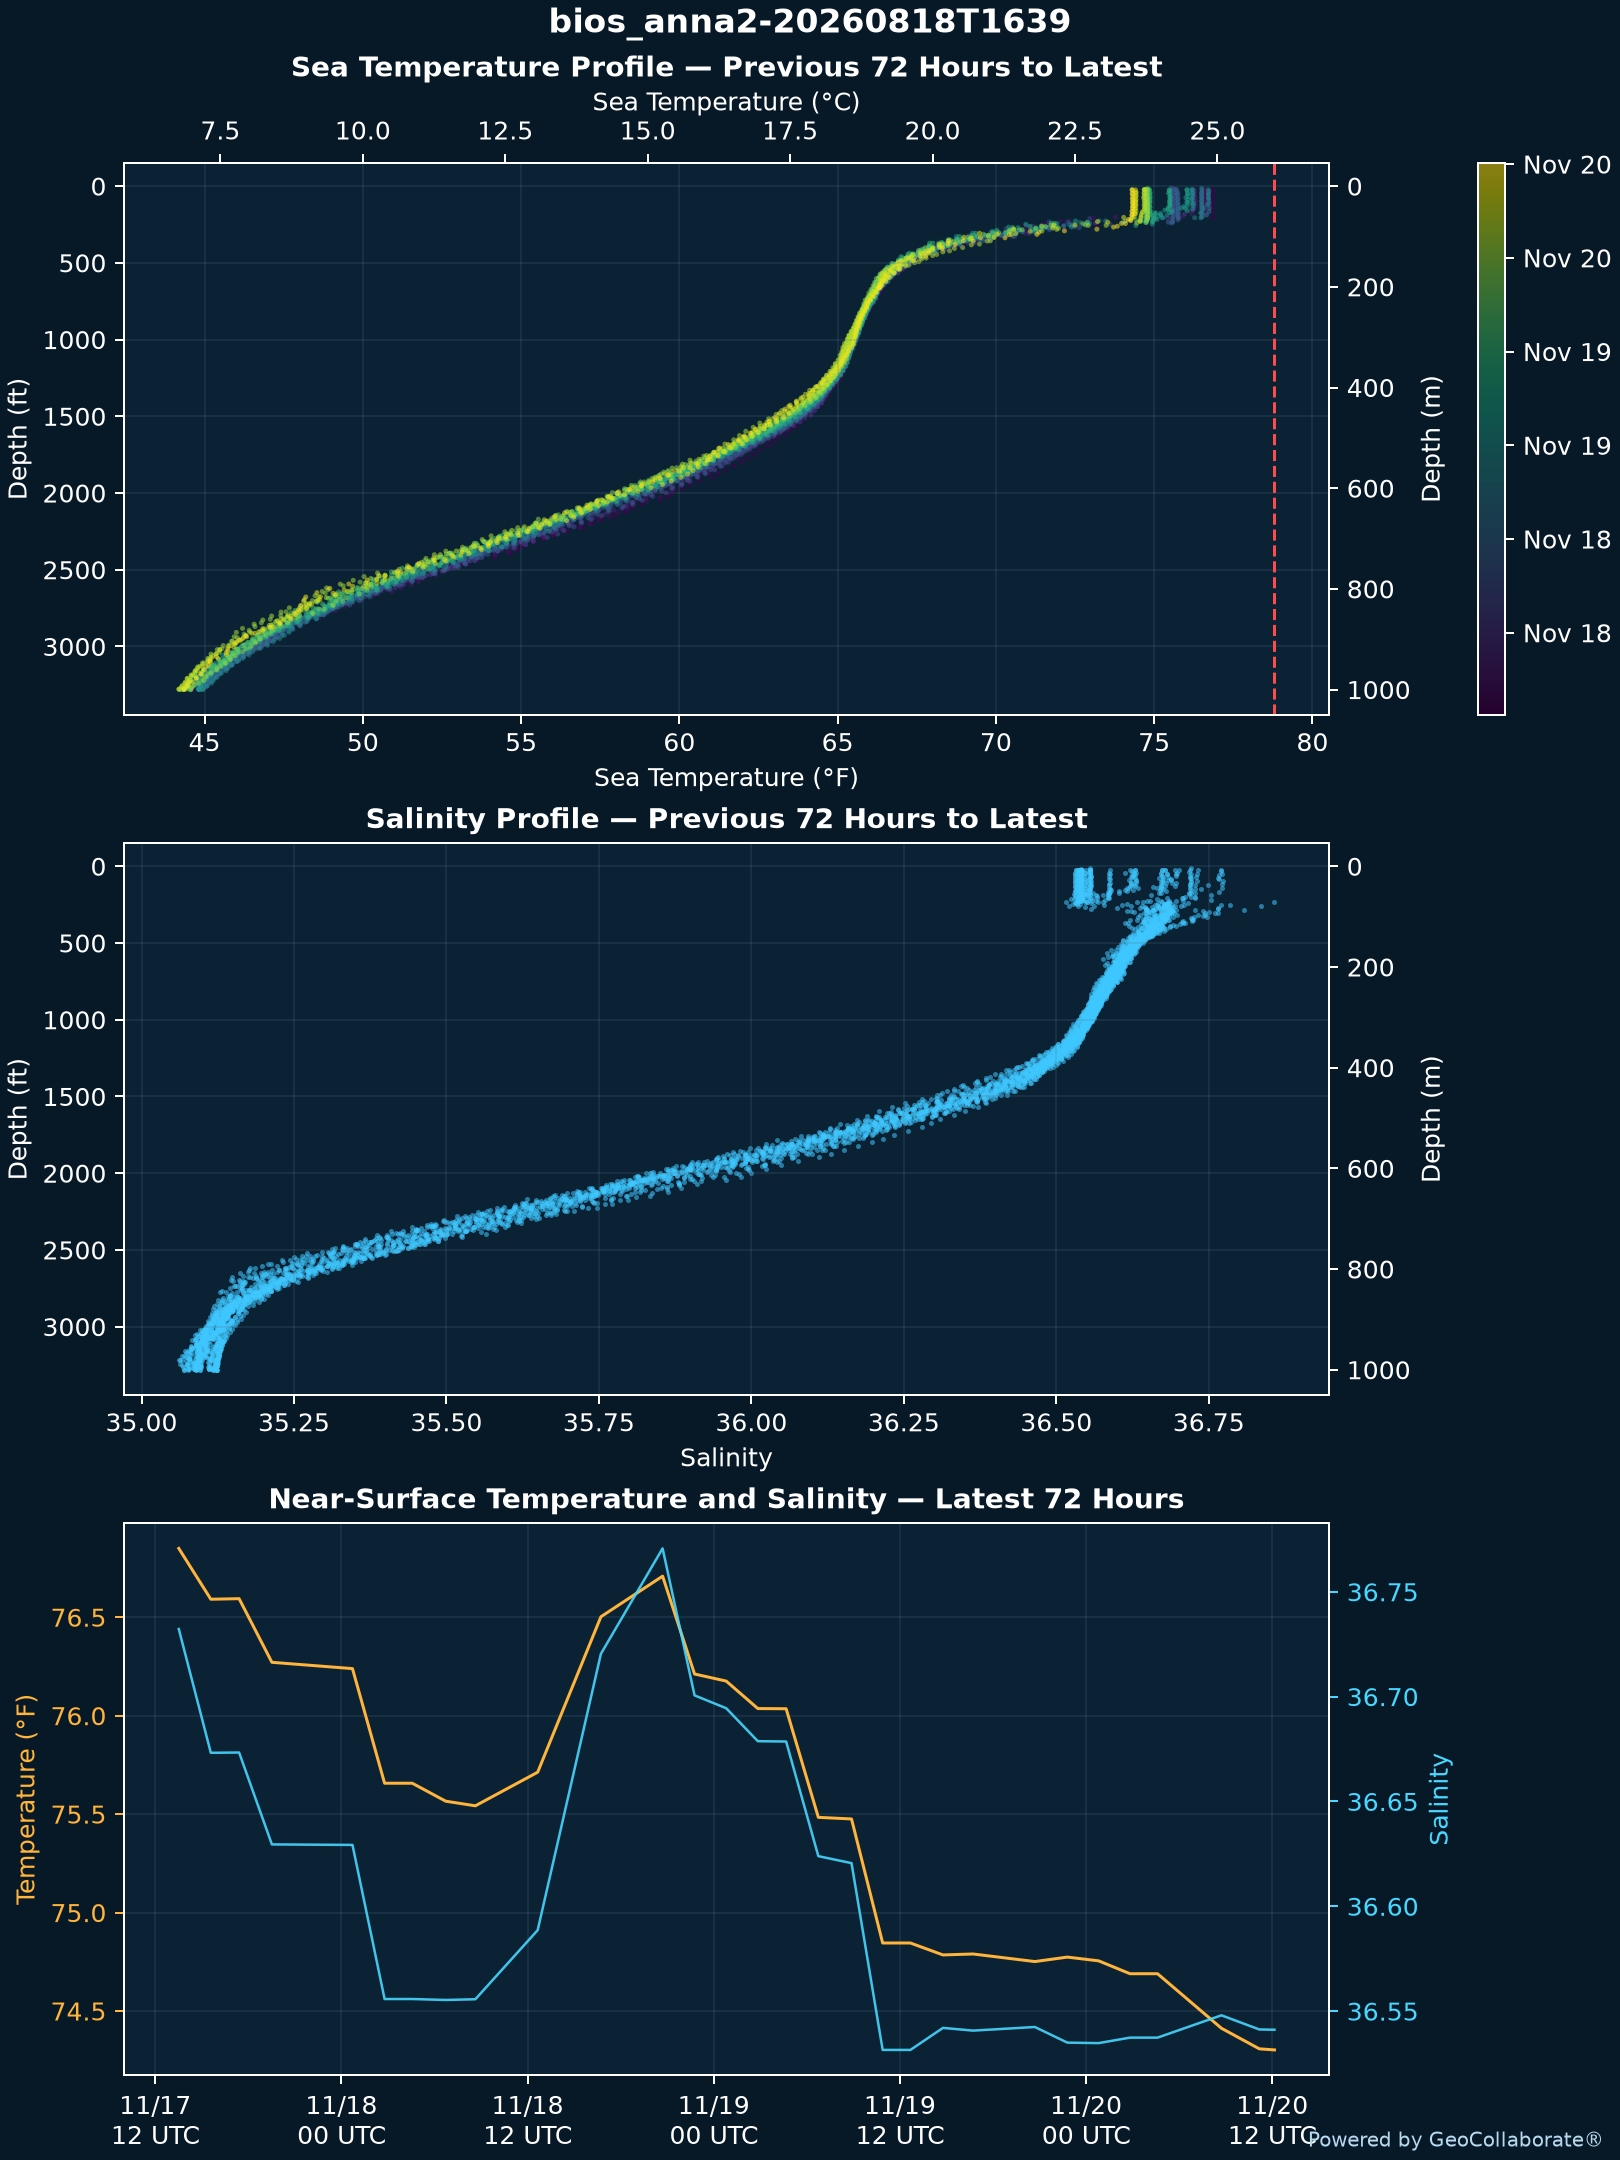 bios_anna2-20260818T1639
Sea Temperature Profile — Previous 72 Hours to Latest
Sea Temperature (°C)
7.5 10.0 12.5 15.0 17.5 20.0 22.5 25.0
0
500
1000
1500
2000
2500
3000
Depth (ft)
0
200
400
600
800
1000
Depth (m)
Nov 20
Nov 20
Nov 19
Nov 19
Nov 18
Nov 18
45 50 55 60 65 70 75 80
Sea Temperature (°F)
Salinity Profile — Previous 72 Hours to Latest
0
500
1000
1500
2000
2500
3000
Depth (ft)
0
200
400
600
800
1000
Depth (m)
35.00 35.25 35.50 35.75 36.00 36.25 36.50 36.75
Salinity
Near-Surface Temperature and Salinity — Latest 72 Hours
76.5
76.0
75.5
75.0
74.5
Temperature (°F)
36.75
36.70
36.65
36.60
36.55
Salinity
11/17 11/18 11/18 11/19 11/19 11/20 11/20
12 UTC 00 UTC 12 UTC 00 UTC 12 UTC 00 UTC 12 UTC
Powered by GeoCollaborate®